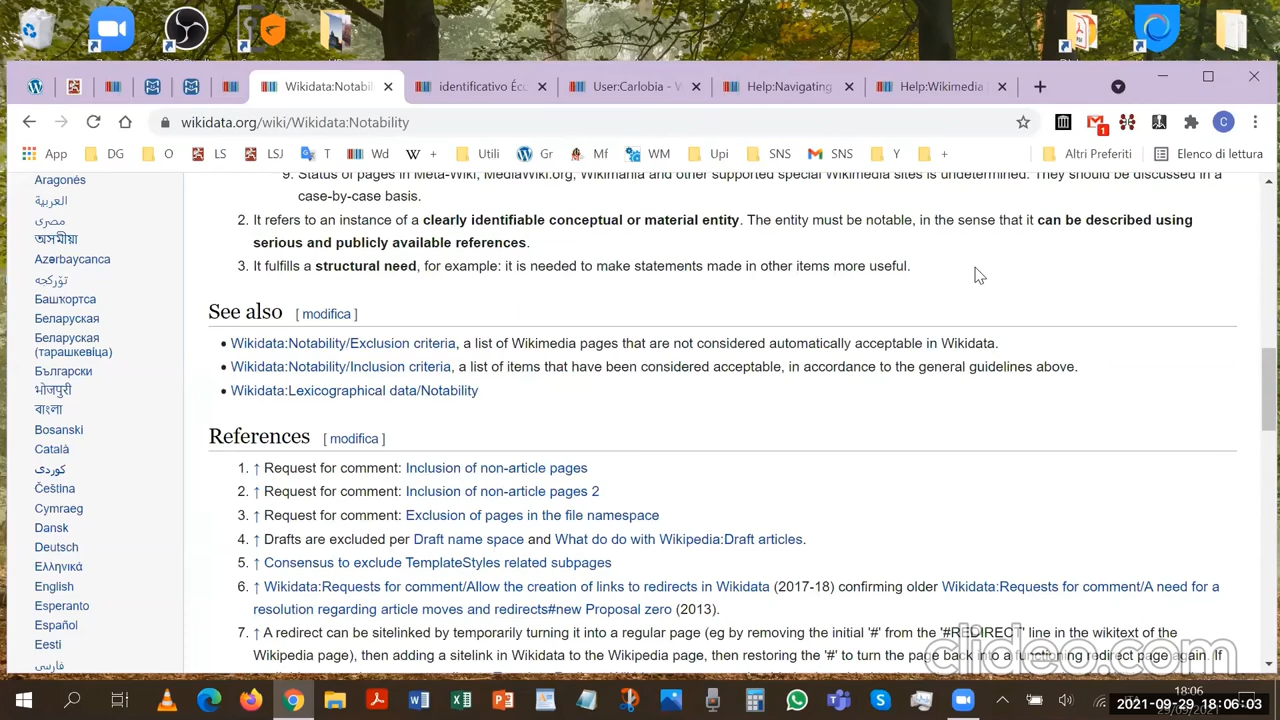 Wikidata:Notabil
identificativo Ec
User:Carlobia - W
Help:Navigating
Help:Wikimedia
wikidata.org/wiki/Wikidata:Notability
1
C
App DG O LS LSJ T Wd + Utili Gr Mf WM Upi SNS SNS Y + Altri Preferiti Elenco di lettura
Aragonés
العربية
مصرى
অসমীয়া
Azərbaycanca
تۆرکجه
Башҡортса
Беларуская
Беларуская
(тарашкевіца)
Български
भोजपुरी
বাংলা
Bosanski
Català
کوردی
Čeština
Cymraeg
Dansk
Deutsch
Ελληνικά
English
Esperanto
Español
Eesti
فارسی
9. Status of pages in Meta-Wiki, MediaWiki.org, Wikimania and other supported special Wikimedia sites is undetermined. They should be discussed in a
case-by-case basis.
2. It refers to an instance of a clearly identifiable conceptual or material entity. The entity must be notable, in the sense that it can be described using
serious and publicly available references.
3. It fulfills a structural need, for example: it is needed to make statements made in other items more useful.
See also [ modifica ]
• Wikidata:Notability/Exclusion criteria, a list of Wikimedia pages that are not considered automatically acceptable in Wikidata.
• Wikidata:Notability/Inclusion criteria, a list of items that have been considered acceptable, in accordance to the general guidelines above.
• Wikidata:Lexicographical data/Notability
References [ modifica ]
1. ↑ Request for comment: Inclusion of non-article pages
2. ↑ Request for comment: Inclusion of non-article pages 2
3. ↑ Request for comment: Exclusion of pages in the file namespace
4. ↑ Drafts are excluded per Draft name space and What do do with Wikipedia:Draft articles.
5. ↑ Consensus to exclude TemplateStyles related subpages
6. ↑ Wikidata:Requests for comment/Allow the creation of links to redirects in Wikidata (2017-18) confirming older Wikidata:Requests for comment/A need for a
resolution regarding article moves and redirects#new Proposal zero (2013).
7. ↑ A redirect can be sitelinked by temporarily turning it into a regular page (eg by removing the initial '#' from the '#REDIRECT' line in the wikitext of the
Wikipedia page), then adding a sitelink in Wikidata to the Wikipedia page, then restoring the '#' to turn the page back into a functioning redirect page again. If
clideo.com
18:06
2021-09-29 18:06:03